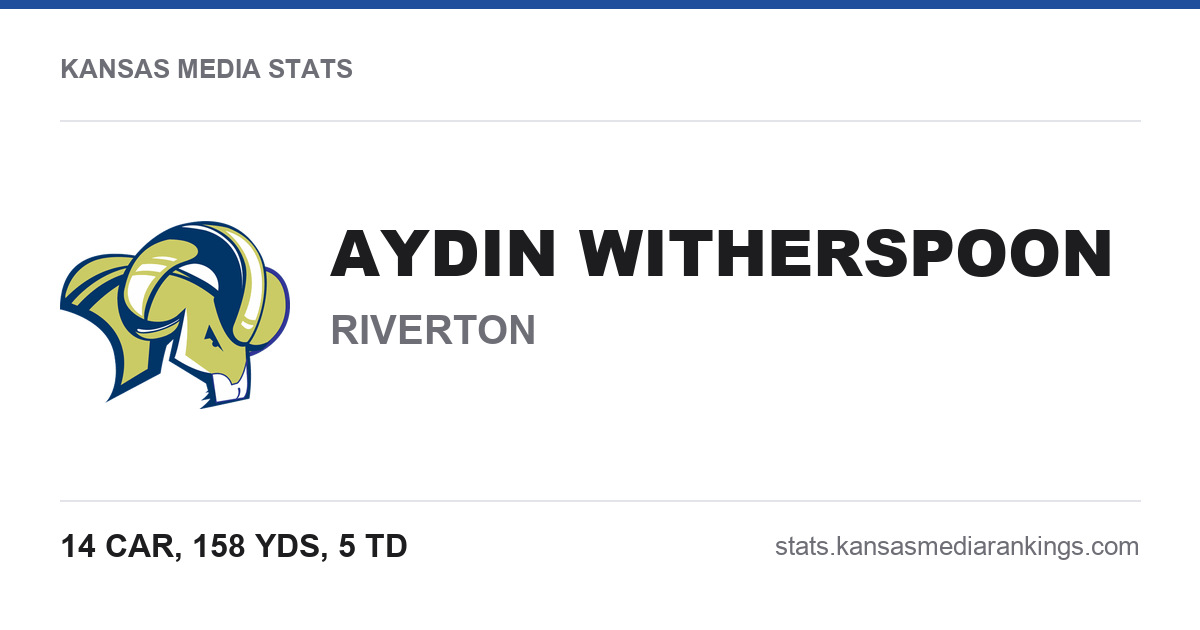 KANSAS MEDIA STATS
AYDIN WITHERSPOON
RIVERTON
14 CAR, 158 YDS, 5 TD
stats.kansasmediarankings.com